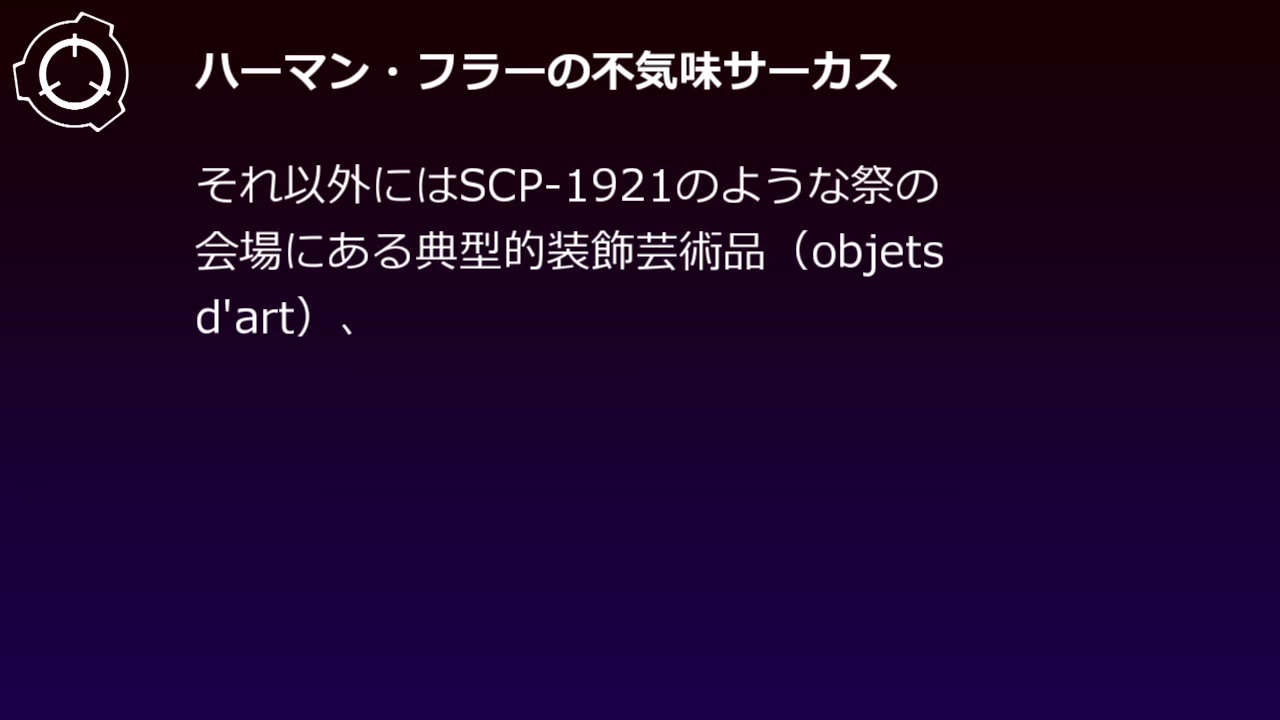 ハーマン・フラーの不気味サーカス
それ以外にはSCP-1921のような祭の
会場にある典型的装飾芸術品（objets
d'art）、